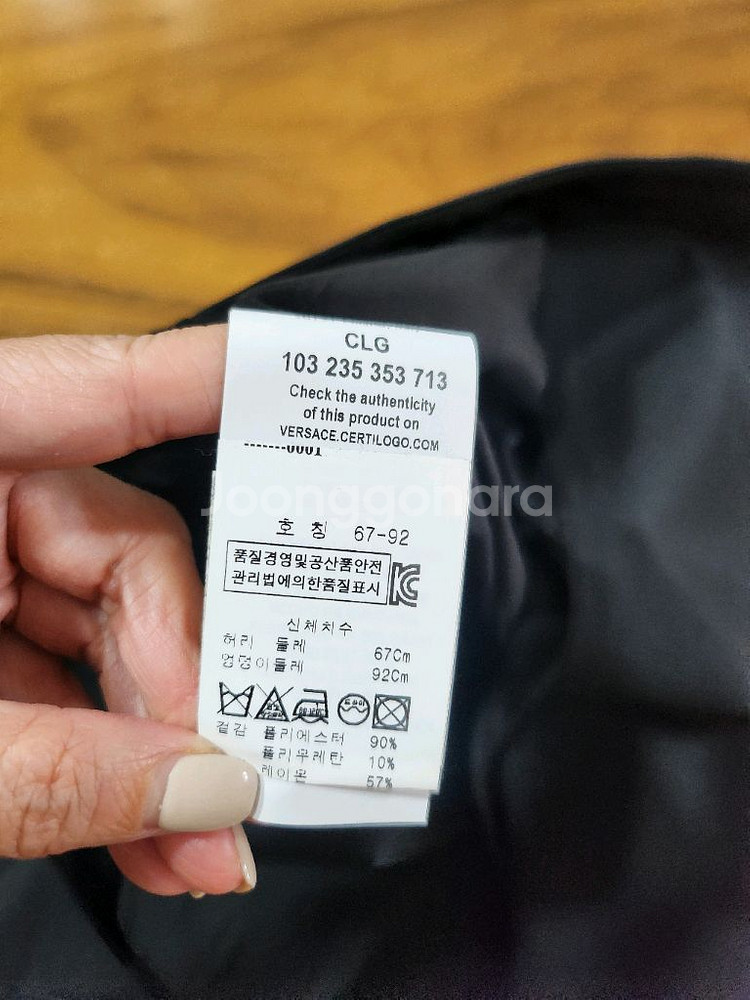 CLG
103 235 353 713
Check the authenticity
of this product on
VERSACE.CERTILOGO.COM
-------0001
Joonggonara
호 칭 67-92
품질경영및공산품안전
관리법에의한품질표시
신체치수
허리 둘레 67Cm
엉덩이둘레 92Cm
겉감 폴리에스터 90%
폴리우레탄 10%
레이온 57%